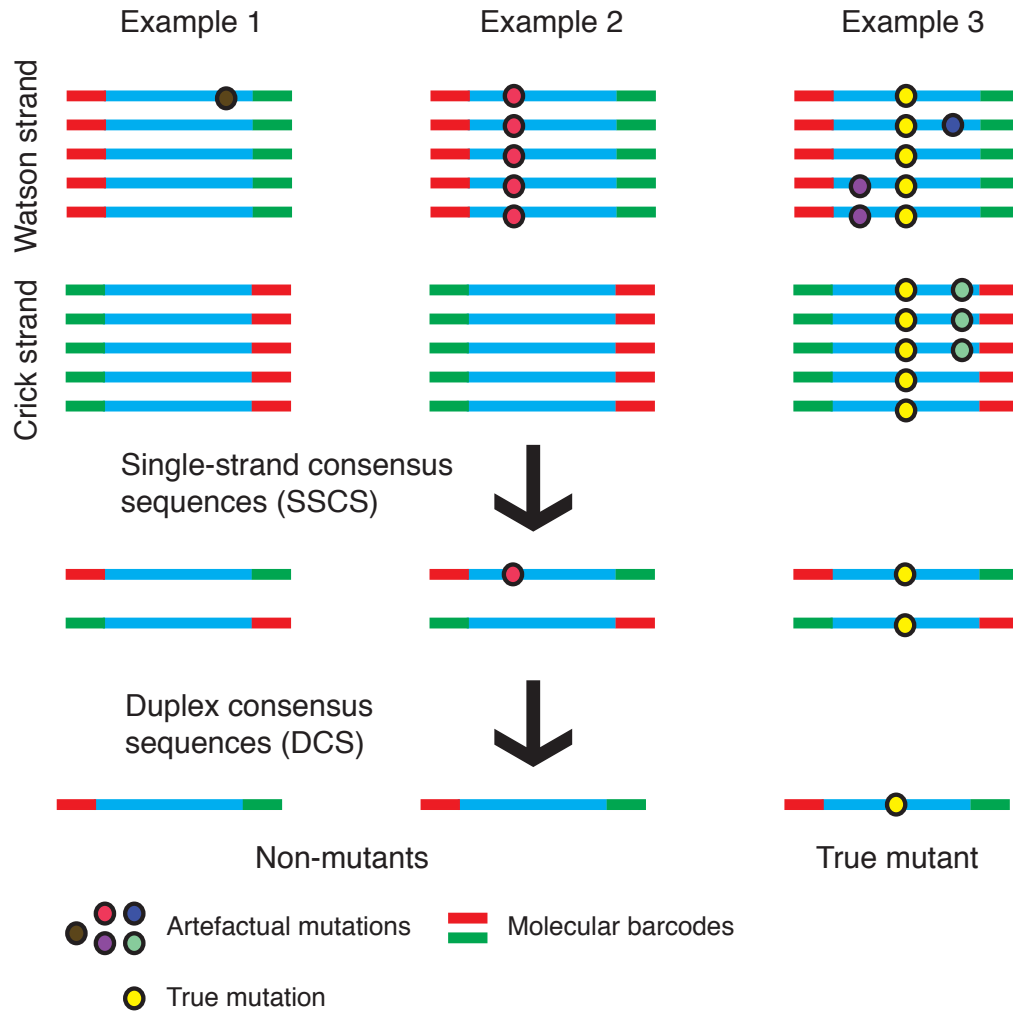 Example 1
Example 2
Example 3
Watson strand
Crick strand
Single-strand consensus
sequences (SSCS)
Duplex consensus
sequences (DCS)
Non-mutants
True mutant
Artefactual mutations
Molecular barcodes
True mutation